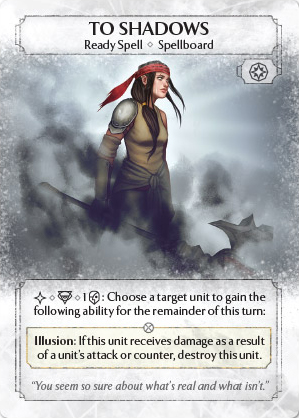 TO SHADOWS
Ready Spell ◇ Spellboard
◇ 1 : Choose a target unit to gain the
following ability for the remainder of this turn:
Illusion: If this unit receives damage as a result
of a unit's attack or counter, destroy this unit.
“You seem so sure about what's real and what isn't.”